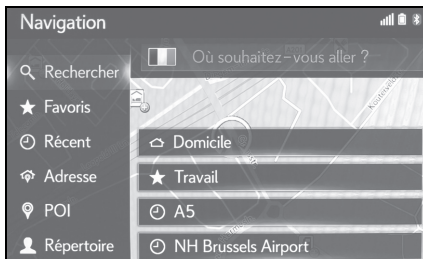 Navigation
Où souhaitez-vous aller ?
Rechercher
Favoris
Récent
Adresse
POI
Répertoire
Domicile
Travail
A5
NH Brussels Airport